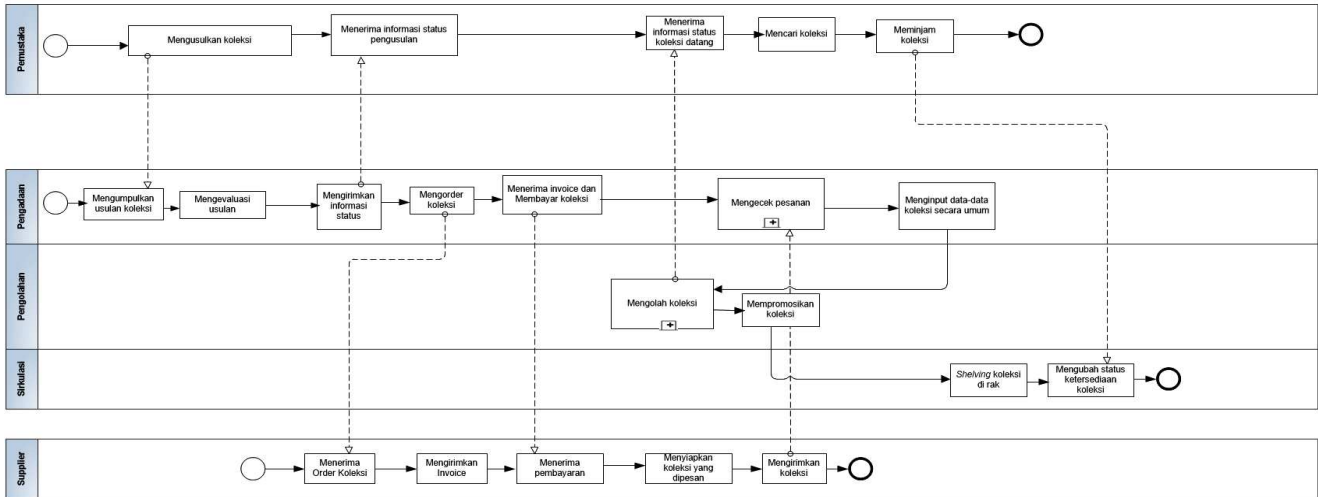 Pemustaka
Mengusulkan koleksi
Menerima informasi status
pengusulan
Menerima
informasi status
koleksi datang
Mencari koleksi
Meminjam
koleksi
Pengadaan
Mengumpulkan
usulan koleksi
Mengevaluasi
usulan
Mengirimkan
informasi
status
Mengorder
koleksi
Menerima invoice dan
Membayar koleksi
Mengecek pesanan
Menginput data-data
koleksi secara umum
Pengolahan
Mengolah koleksi
Mempromosikan
koleksi
Sirkulasi
Shelving koleksi
di rak
Mengubah status
ketersediaan
koleksi
Supplier
Menerima
Order Koleksi
Mengirimkan
Invoice
Menerima
pembayaran
Menyiapkan
koleksi yang
dipesan
Mengirimkan
koleksi